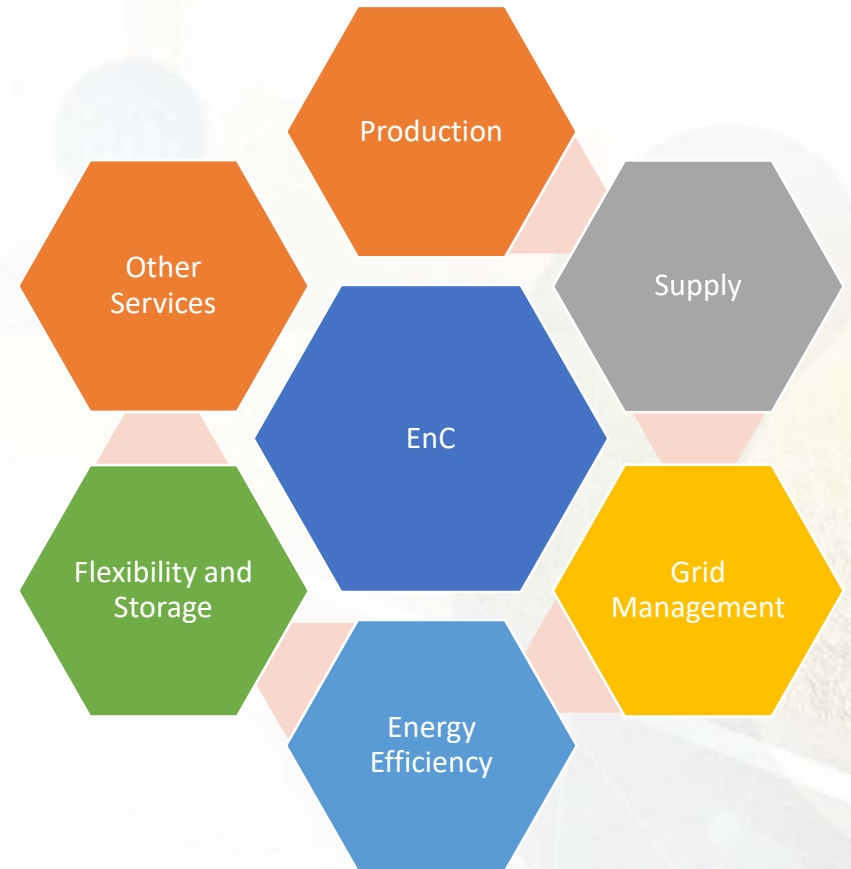 Production
Other
Services
Supply
EnC
Flexibility and
Storage
Grid
Management
Energy
Efficiency